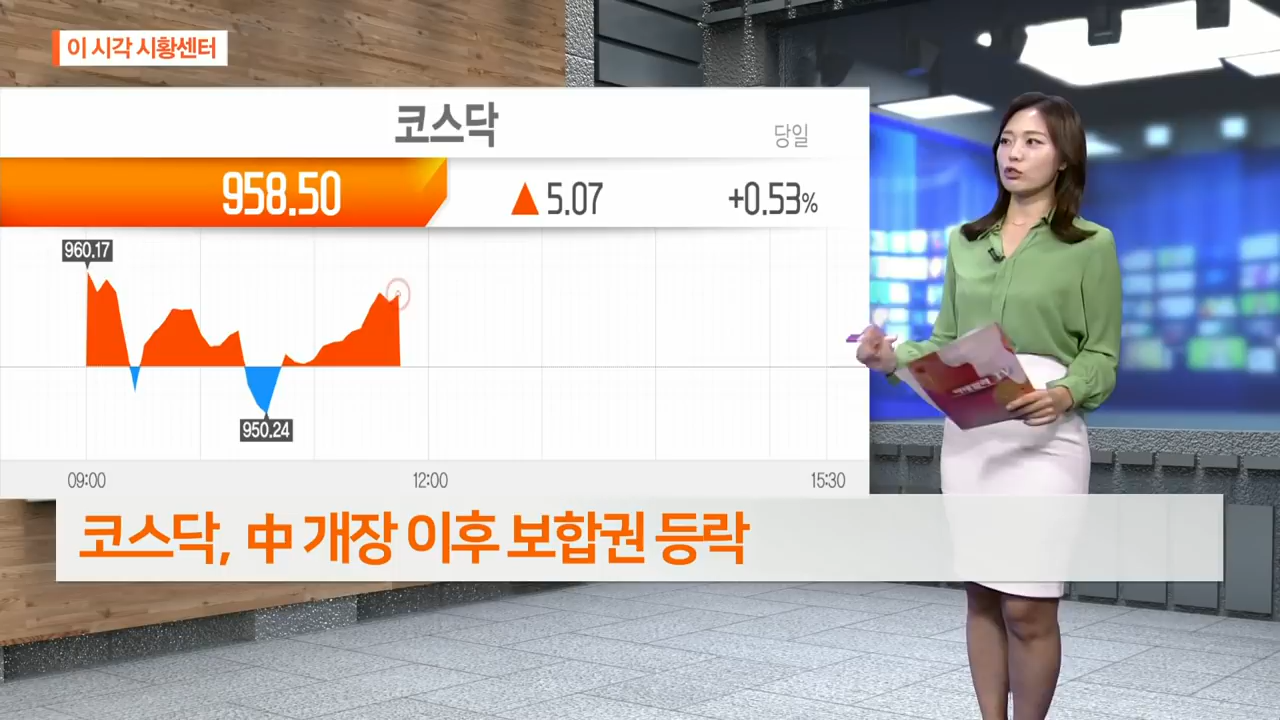 이 시각 시황센터
코스닥
당일
958.50 ▲ 5.07 +0.53%
960.17
950.24
09:00 12:00 15:30
코스닥, 中 개장 이후 보합권 등락